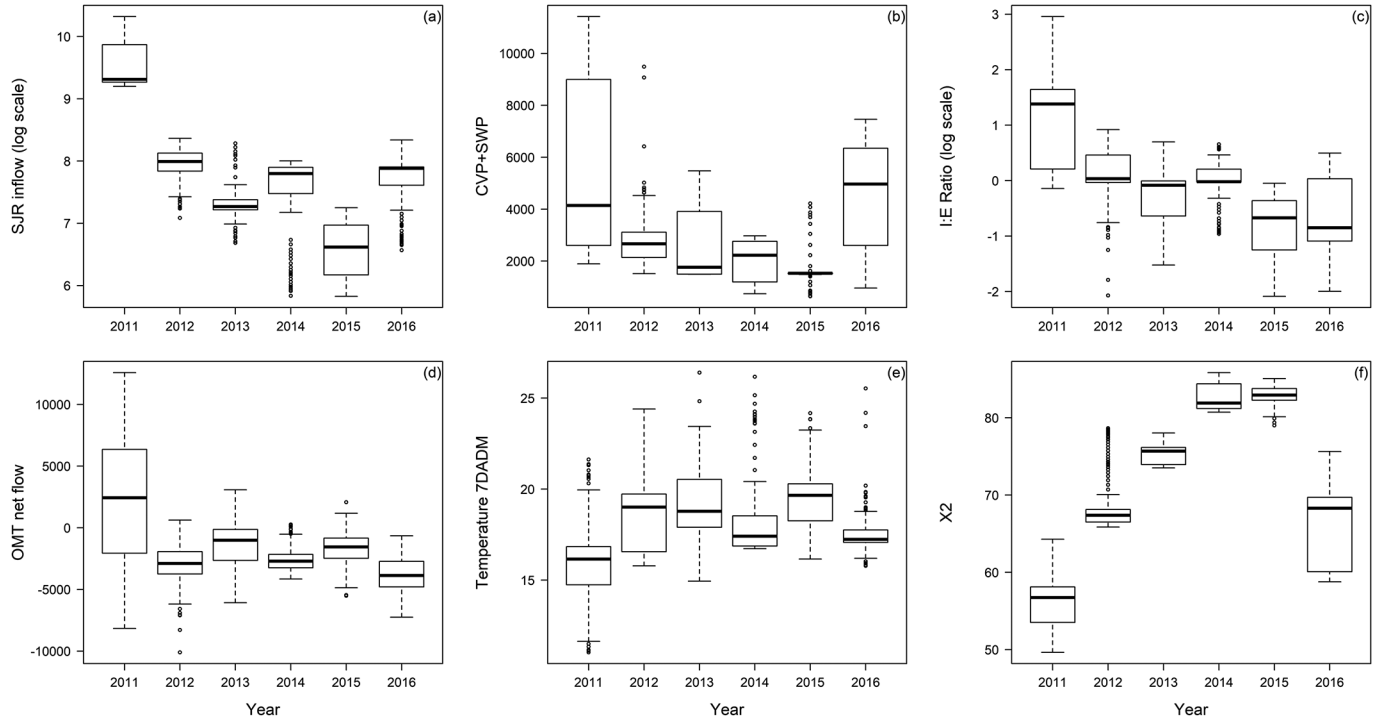 (a)
SJR inflow (log scale)
10
9
8
7
6
2011 2012 2013 2014 2015 2016
(b)
CVP+SWP
10000
8000
6000
4000
2000
2011 2012 2013 2014 2015 2016
(c)
I:E Ratio (log scale)
3
2
1
0
-1
-2
2011 2012 2013 2014 2015 2016
(d)
OMT net flow
10000
5000
0
-5000
-10000
2011 2012 2013 2014 2015 2016
Year
(e)
Temperature 7DADM
25
20
15
2011 2012 2013 2014 2015 2016
Year
(f)
X2
80
70
60
50
2011 2012 2013 2014 2015 2016
Year